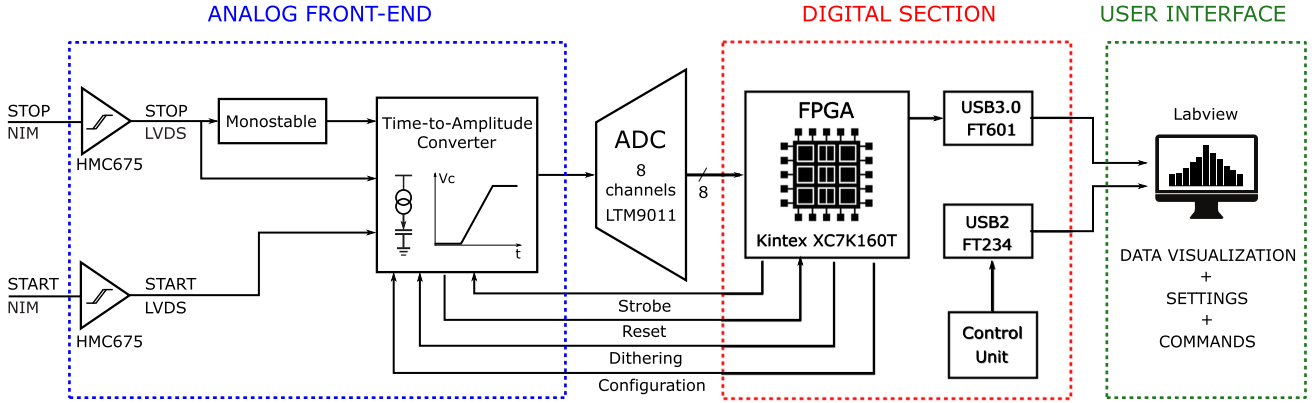 ANALOG FRONT-END
DIGITAL SECTION
USER INTERFACE
STOP
NIM
HMC675
STOP
LVDS
Monostable
START
NIM
HMC675
START
LVDS
Time-to-Amplitude
Converter
Vc
t
ADC
8
channels
LTM9011
8
FPGA
Kintex XC7K160T
USB3.0
FT601
USB2
FT234
Control
Unit
Strobe
Reset
Dithering
Configuration
Labview
DATA VISUALIZATION
+
SETTINGS
+
COMMANDS